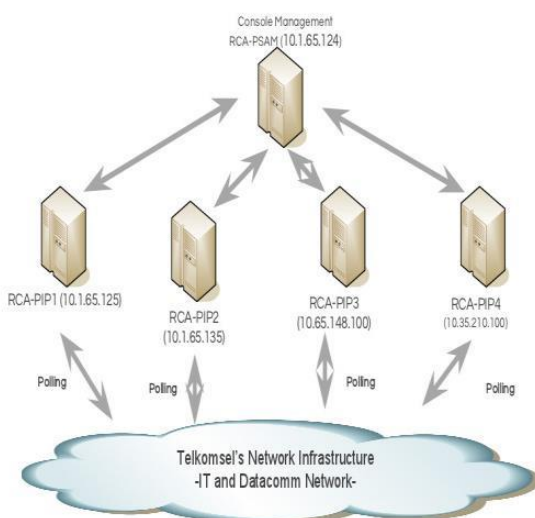 Console Management
RCA-PSAM (10.1.65.124)
RCA-PIP1 (10.1.65.125)
RCA-PIP2
(10.1.65.135)
RCA-PIP3
(10.65.148.100)
RCA-PIP4
(10.35.210.100)
Polling
Polling
Polling
Polling
Telkomsel's Network Infrastructure
-IT and Datacomm Network-